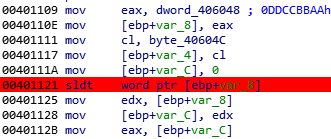 00401109 mov eax, dword_406048 ; 0DDCCBBAAh
0040110E mov [ebp+var_8], eax
00401111 mov cl, byte_40604C
00401117 mov [ebp+var_4], cl
0040111A mov [ebp+var_C], 0
00401121 sldt word ptr [ebp+var_8]
00401125 mov edx, [ebp+var_8]
00401128 mov [ebp+var_C], edx
0040112B mov eax, [ebp+var_C]